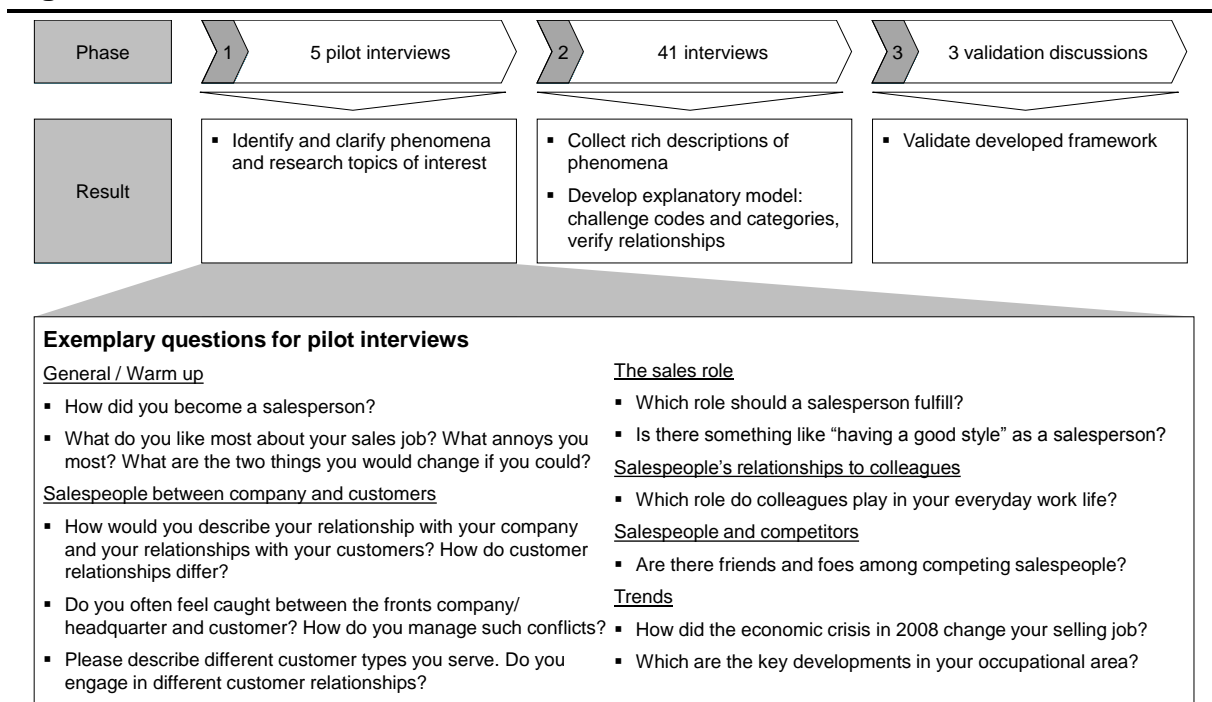 Phase
1
5 pilot interviews
2
41 interviews
3
3 validation discussions
Result
▪ Identify and clarify phenomena
and research topics of interest
▪ Collect rich descriptions of
phenomena
▪ Develop explanatory model:
challenge codes and categories,
verify relationships
▪ Validate developed framework
Exemplary questions for pilot interviews
General / Warm up
▪ How did you become a salesperson?
▪ What do you like most about your sales job? What annoys you
most? What are the two things you would change if you could?
Salespeople between company and customers
▪ How would you describe your relationship with your company
and your relationships with your customers? How do customer
relationships differ?
▪ Do you often feel caught between the fronts company/
headquarter and customer? How do you manage such conflicts?
▪ Please describe different customer types you serve. Do you
engage in different customer relationships?
The sales role
▪ Which role should a salesperson fulfill?
▪ Is there something like “having a good style” as a salesperson?
Salespeople’s relationships to colleagues
▪ Which role do colleagues play in your everyday work life?
Salespeople and competitors
▪ Are there friends and foes among competing salespeople?
Trends
▪ How did the economic crisis in 2008 change your selling job?
▪ Which are the key developments in your occupational area?